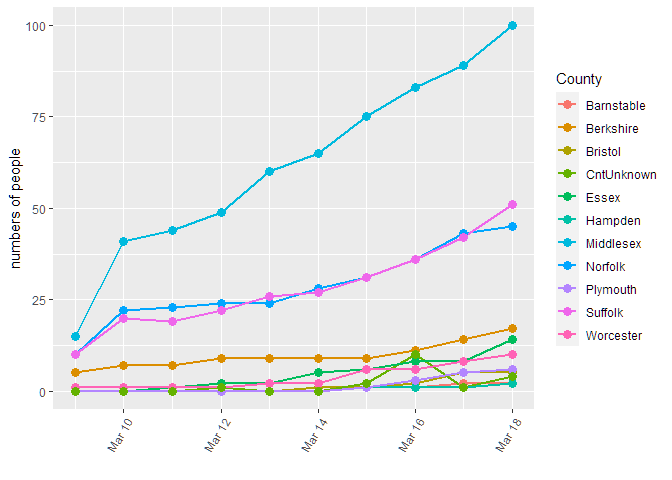 100
75
50
25
0
numbers of people
Mar 10
Mar 12
Mar 14
Mar 16
Mar 18
County
Barnstable
Berkshire
Bristol
CntUnknown
Essex
Hampden
Middlesex
Norfolk
Plymouth
Suffolk
Worcester